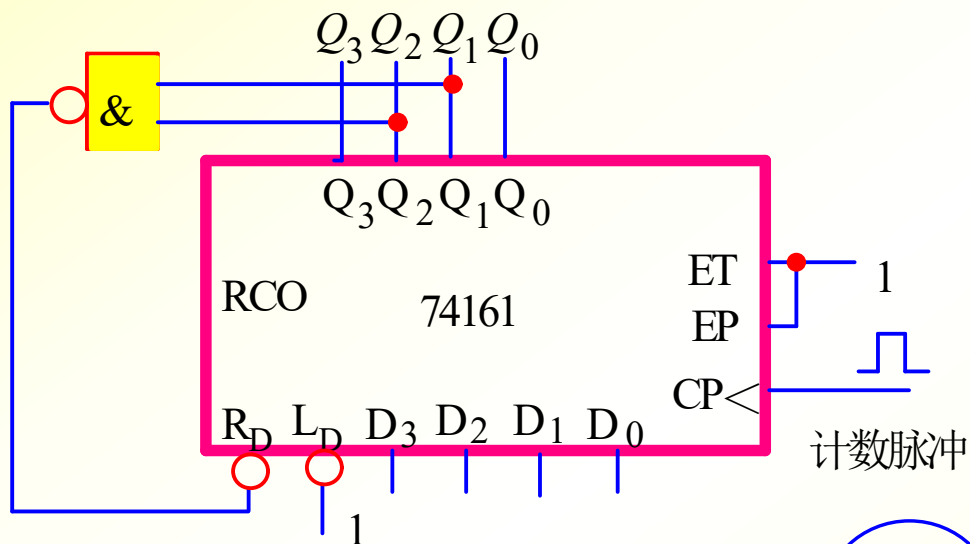 Q3 Q2 Q1 Q0
&
Q3 Q2 Q1 Q0
ET
1
RCO
74161
EP
CP
RD LD D3 D2 D1 D0
计数脉冲
1